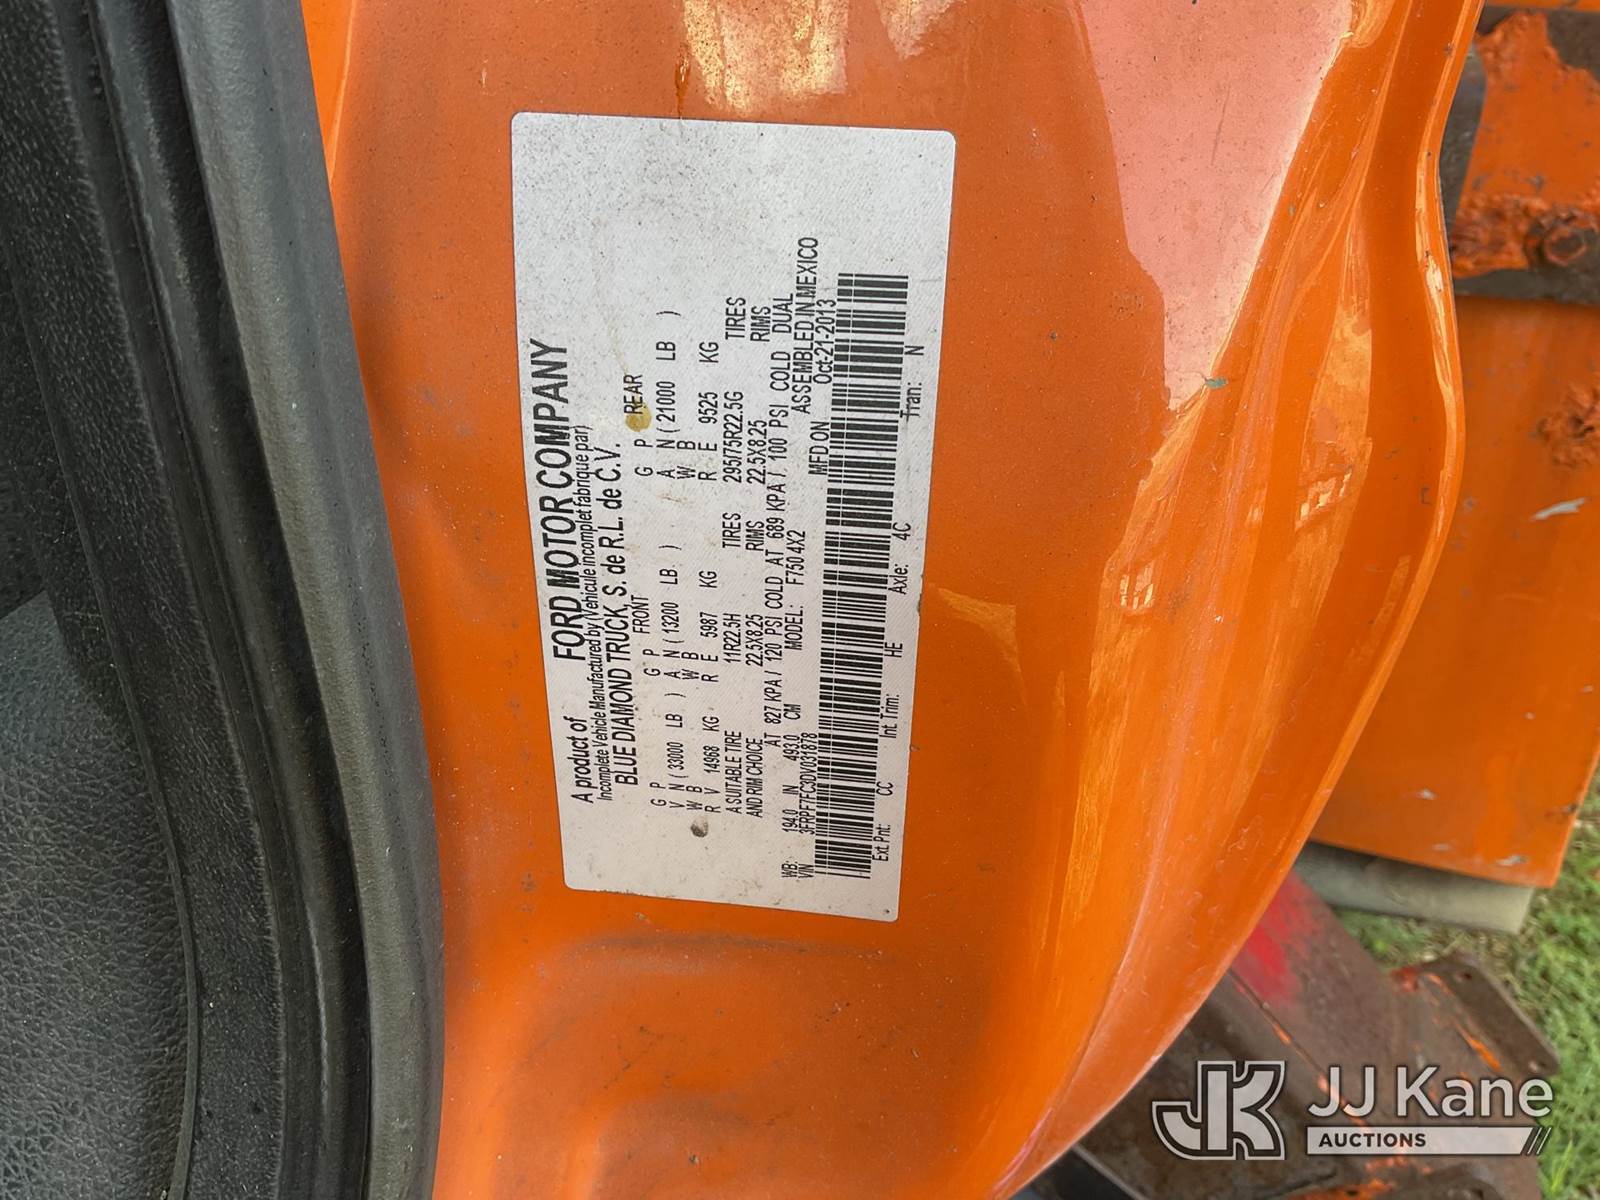 A product of FORD MOTOR COMPANY
Incomplete Vehicle Manufactured by (Vehicule incomplet fabrique par)
BLUE DIAMOND TRUCK, S. de R.L. de C.V.
FRONT REAR
G P G P G P
V N ( 33000 LB ) A N ( 13200 LB ) A N ( 21000 LB )
W B W B W B
R V 14968 KG R E 5987 KG R E 9525 KG
A SUITABLE TIRE 11R22.5H TIRES 295/75R22.5G TIRES
AND RIM CHOICE 22.5X8.25 RIMS 22.5X8.25 RIMS
AT 827 KPA / 120 PSI COLD AT 689 KPA / 100 PSI COLD DUAL
WB: 194.0 IN 493.0 CM MODEL: F750 4X2 ASSEMBLED IN MEXICO
VIN 3FRPF7FC3DV031878 MFD ON Oct-21-2013
Ext. Pnt: CC Int. Trim: HE Axle: 4C Tran: N
JK JJ Kane
AUCTIONS